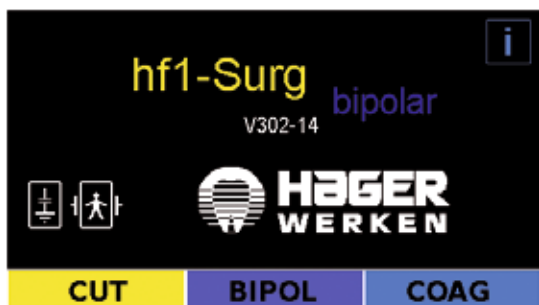 i
hf1-Surg
bipolar
V302-14
HAGER
WERKEN
CUT BIPOL COAG